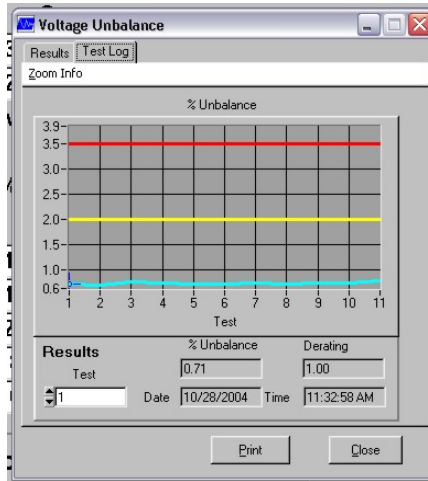 Voltage Unbalance
Results Test Log
Zoom Info
% Unbalance
3.9
3.5
3.0
2.5
2.0
1.5
1.0
0.6
1 2 3 4 5 6 7 8 9 10 11
Test
Results % Unbalance Derating
Test 0.71 1.00
1 Date 10/28/2004 Time 11:32:58 AM
Print Close